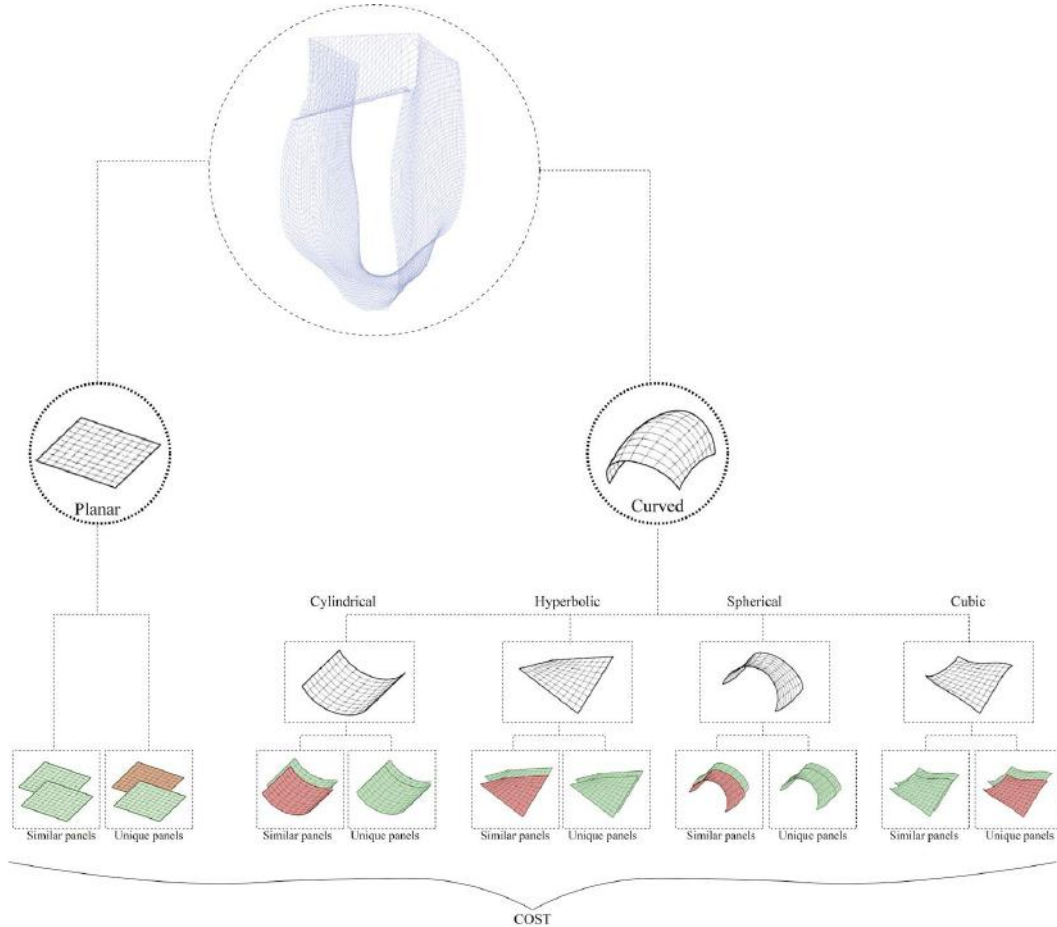 Planar
Curved
Cylindrical
Hyperbolic
Spherical
Cubic
Similar panels
Unique panels
Similar panels
Unique panels
Similar panels
Unique panels
Similar panels
Unique panels
Similar panels
Unique panels
COST